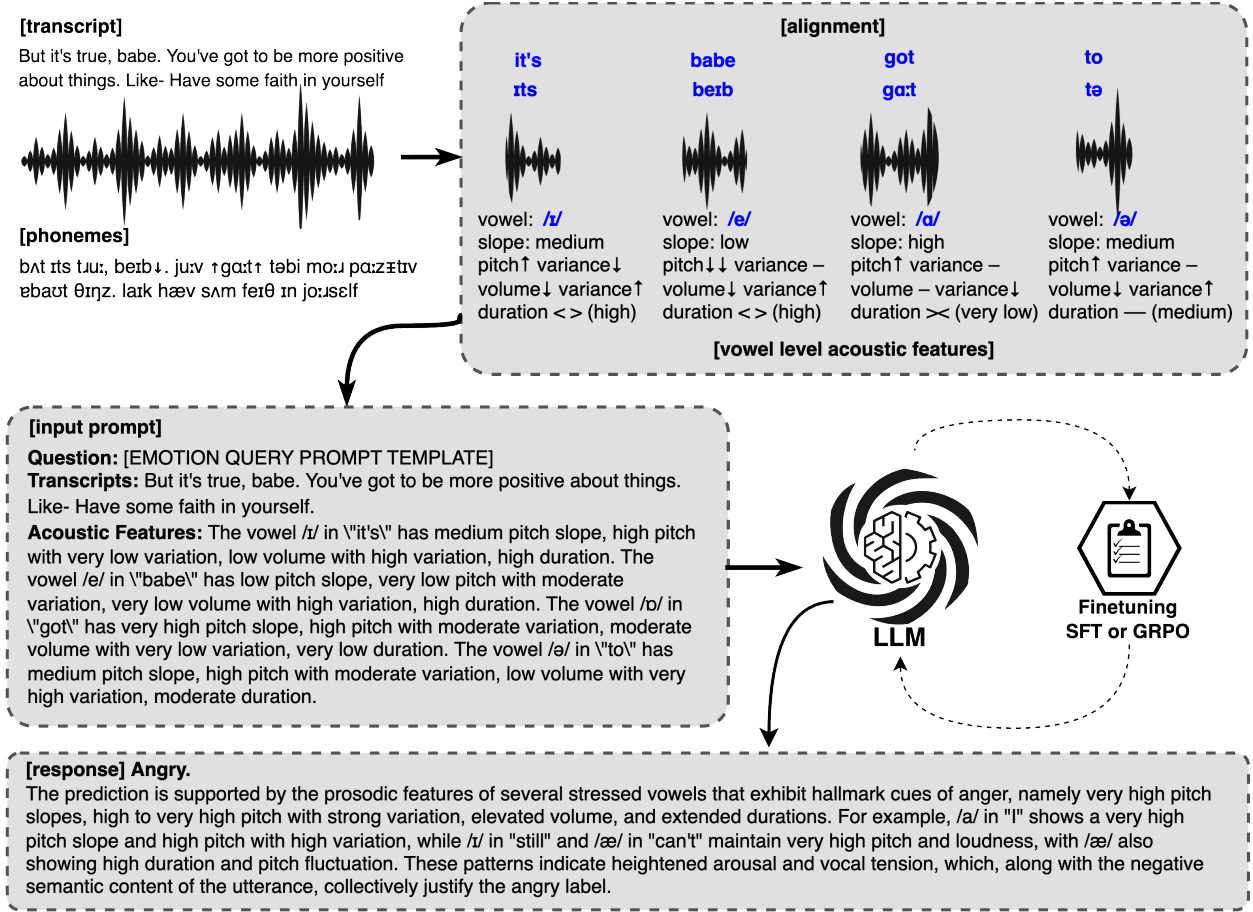 [transcript]
But it's true, babe. You've got to be more positive
about things. Like- Have some faith in yourself
[phonemes]
bʌt ɪts tɹuː, beɪb↓. juːv ↑gɑːt↑ təbi moːɹ pɑːzᵻtɪv
ɐbaʊt θɪŋz. laɪk hæv sʌm feɪθ ɪn joːɹsɛlf
[alignment]
it's babe got to
ɪts beɪb gɑːt tə
vowel: /ɪ/ vowel: /e/ vowel: /ɑ/ vowel: /ə/
slope: medium slope: low slope: high slope: medium
pitch↑ variance↓ pitch↓↓ variance – pitch↑ variance – pitch↑ variance –
volume↓ variance↑ volume↓ variance↑ volume – variance↓ volume↓ variance↑
duration < > (high) duration < > (high) duration >< (very low) duration — (medium)
[vowel level acoustic features]
[input prompt]
Question: [EMOTION QUERY PROMPT TEMPLATE]
Transcripts: But it's true, babe. You've got to be more positive about things.
Like- Have some faith in yourself.
Acoustic Features: The vowel /ɪ/ in \"it's\" has medium pitch slope, high pitch
with very low variation, low volume with high variation, high duration. The
vowel /e/ in \"babe\" has low pitch slope, very low pitch with moderate
variation, very low volume with high variation, high duration. The vowel /ɒ/ in
\"got\" has very high pitch slope, high pitch with moderate variation, moderate
volume with very low variation, very low duration. The vowel /ə/ in \"to\" has
medium pitch slope, high pitch with moderate variation, low volume with very
high variation, moderate duration.
LLM
Finetuning
SFT or GRPO
[response] Angry.
The prediction is supported by the prosodic features of several stressed vowels that exhibit hallmark cues of anger, namely very high pitch
slopes, high to very high pitch with strong variation, elevated volume, and extended durations. For example, /a/ in "I" shows a very high
pitch slope and high pitch with high variation, while /ɪ/ in "still" and /æ/ in "can't" maintain very high pitch and loudness, with /æ/ also
showing high duration and pitch fluctuation. These patterns indicate heightened arousal and vocal tension, which, along with the negative
semantic content of the utterance, collectively justify the angry label.